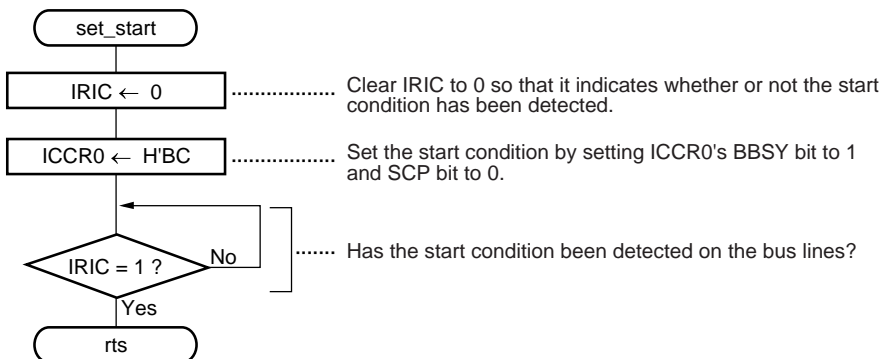 set_start
IRIC ← 0
Clear IRIC to 0 so that it indicates whether or not the start
condition has been detected.
ICCR0 ← H'BC
Set the start condition by setting ICCR0's BBSY bit to 1
and SCP bit to 0.
IRIC = 1 ?
No
Has the start condition been detected on the bus lines?
Yes
rts